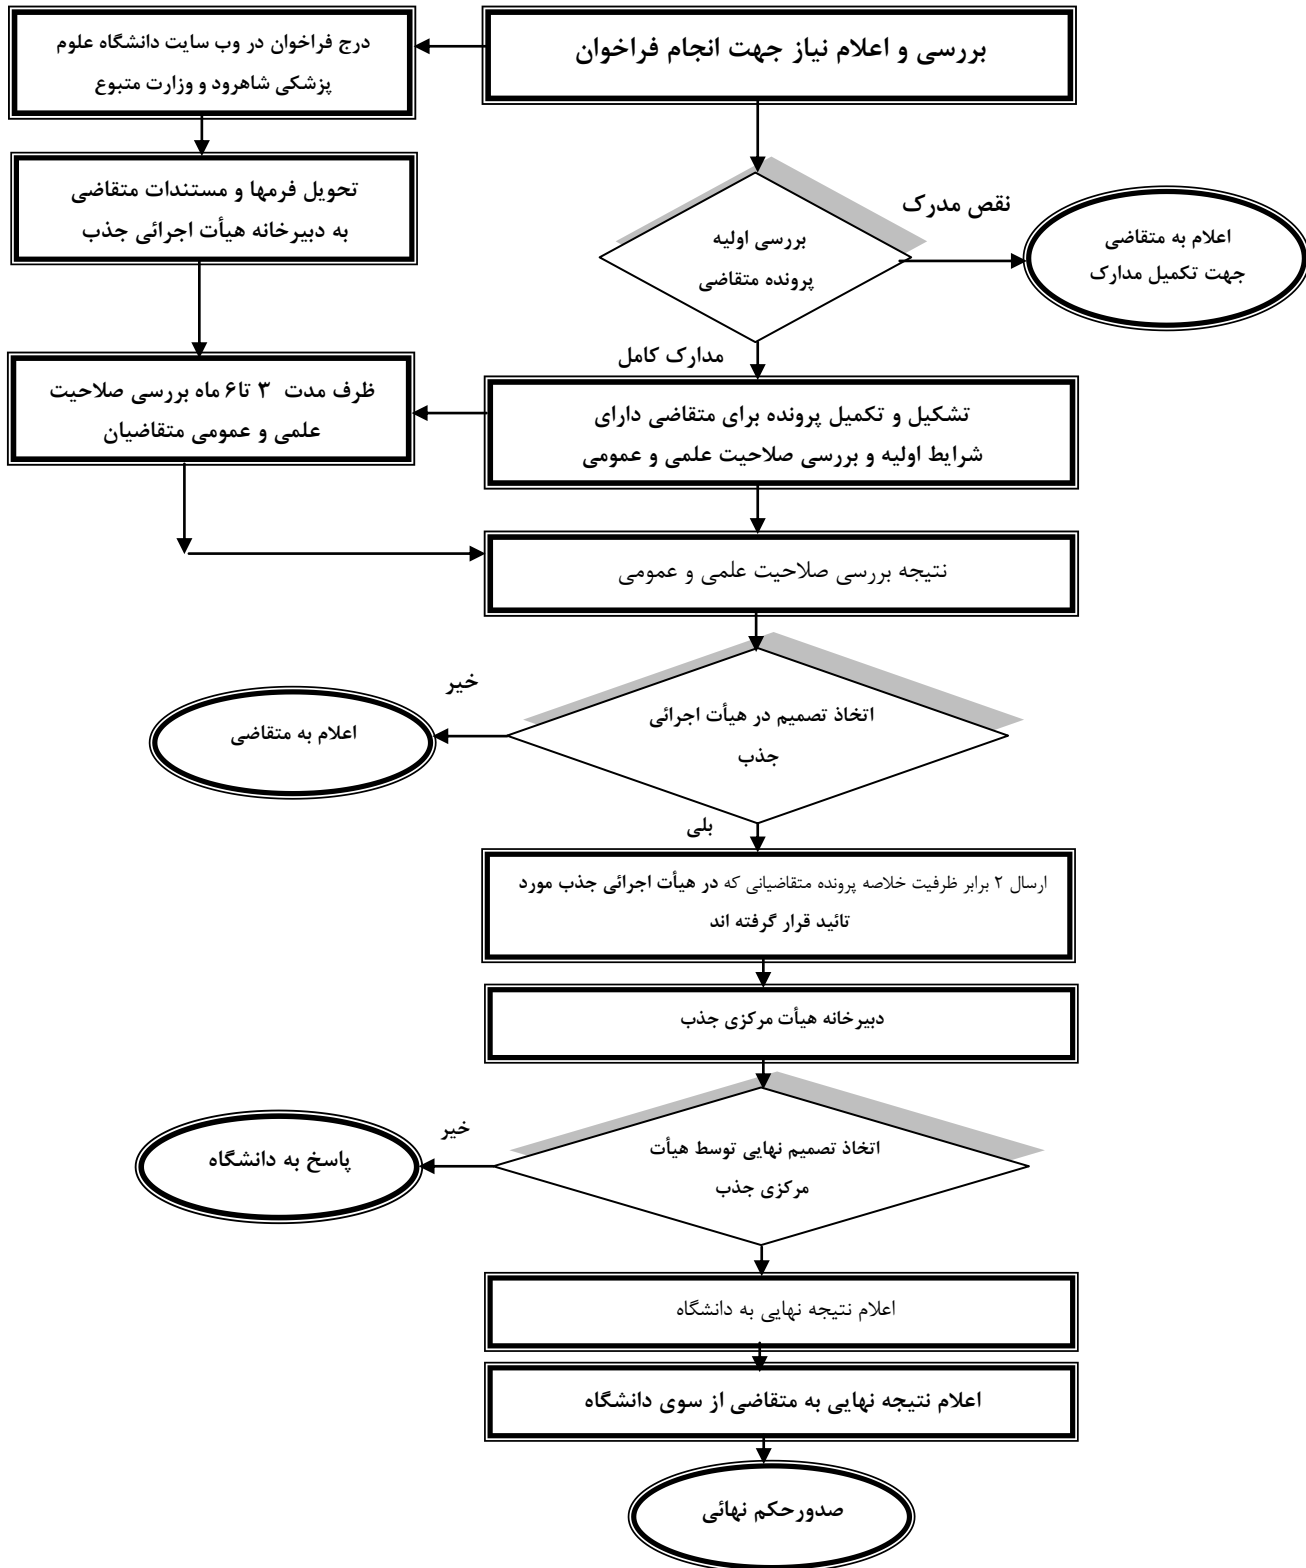 بررسی و اعلام نیاز جهت انجام فراخوان
درج فراخوان در وب سایت دانشگاه علوم
پزشکی شاهرود و وزارت متبوع
تحویل فرمها و مستندات متقاضی
به دبیرخانه هیأت اجرائی جذب
بررسی اولیه
پرونده متقاضی
نقص مدرک
اعلام به متقاضی
جهت تکمیل مدارک
مدارک کامل
تشکیل و تکمیل پرونده برای متقاضی دارای
شرایط اولیه و بررسی صلاحیت علمی و عمومی
ظرف مدت ۳ تا۶ ماه بررسی صلاحیت
علمی و عمومی متقاضیان
نتیجه بررسی صلاحیت علمی و عمومی
اتخاذ تصمیم در هیأت اجرائی
جذب
خیر
اعلام به متقاضی
بلی
ارسال ۲ برابر ظرفیت خلاصه پرونده متقاضیانی که در هیأت اجرائی جذب مورد
تائید قرار گرفته اند
دبیرخانه هیأت مرکزی جذب
اتخاذ تصمیم نهایی توسط هیأت
مرکزی جذب
خیر
پاسخ به دانشگاه
اعلام نتیجه نهایی به دانشگاه
اعلام نتیجه نهایی به متقاضی از سوی دانشگاه
صدورحکم نهائی